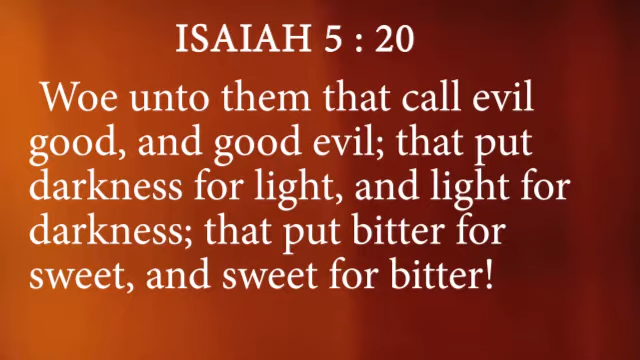 ISAIAH 5 : 20
Woe unto them that call evil
good, and good evil; that put
darkness for light, and light for
darkness; that put bitter for
sweet, and sweet for bitter!